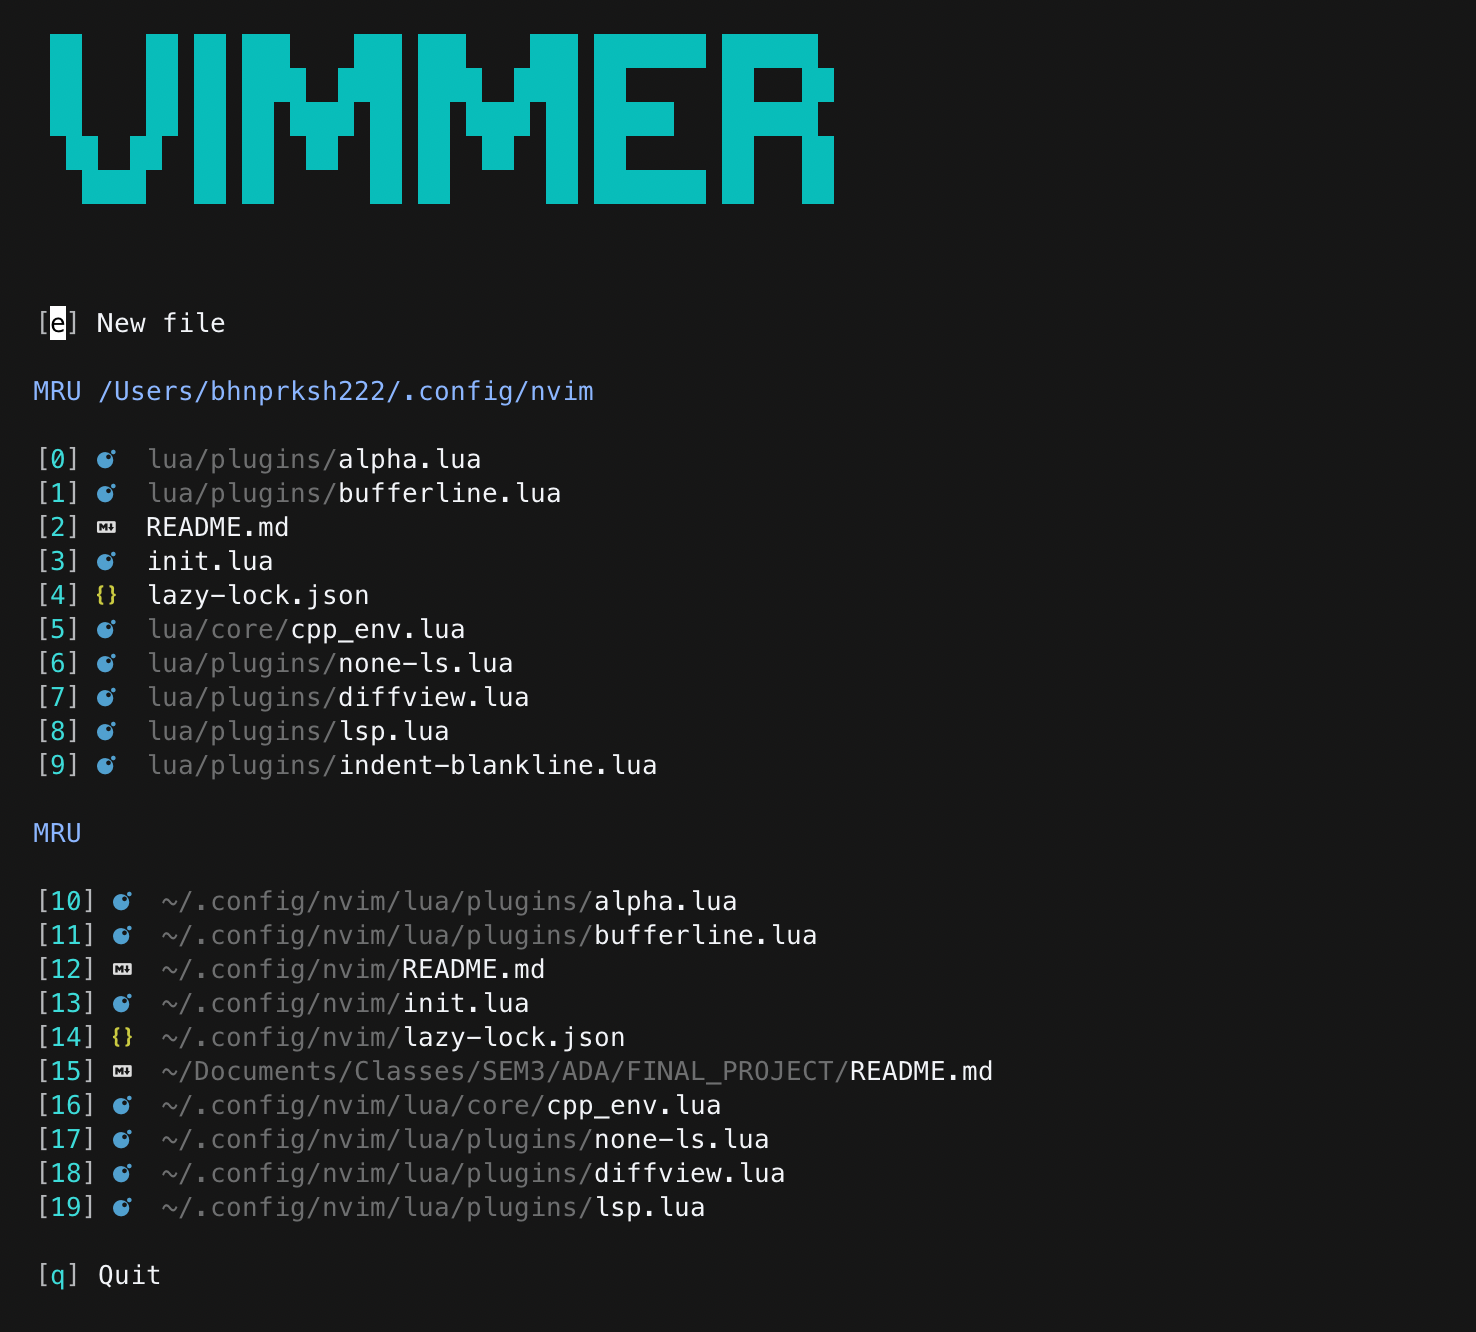 VIMMER
[e] New file
MRU /Users/bhnprksh222/.config/nvim
[0] lua/plugins/alpha.lua
[1] lua/plugins/bufferline.lua
[2] README.md
[3] init.lua
[4] {} lazy-lock.json
[5] lua/core/cpp_env.lua
[6] lua/plugins/none-ls.lua
[7] lua/plugins/diffview.lua
[8] lua/plugins/lsp.lua
[9] lua/plugins/indent-blankline.lua
MRU
[10] ~/.config/nvim/lua/plugins/alpha.lua
[11] ~/.config/nvim/lua/plugins/bufferline.lua
[12] ~/.config/nvim/README.md
[13] ~/.config/nvim/init.lua
[14] {} ~/.config/nvim/lazy-lock.json
[15] ~/Documents/Classes/SEM3/ADA/FINAL_PROJECT/README.md
[16] ~/.config/nvim/lua/core/cpp_env.lua
[17] ~/.config/nvim/lua/plugins/none-ls.lua
[18] ~/.config/nvim/lua/plugins/diffview.lua
[19] ~/.config/nvim/lua/plugins/lsp.lua
[q] Quit